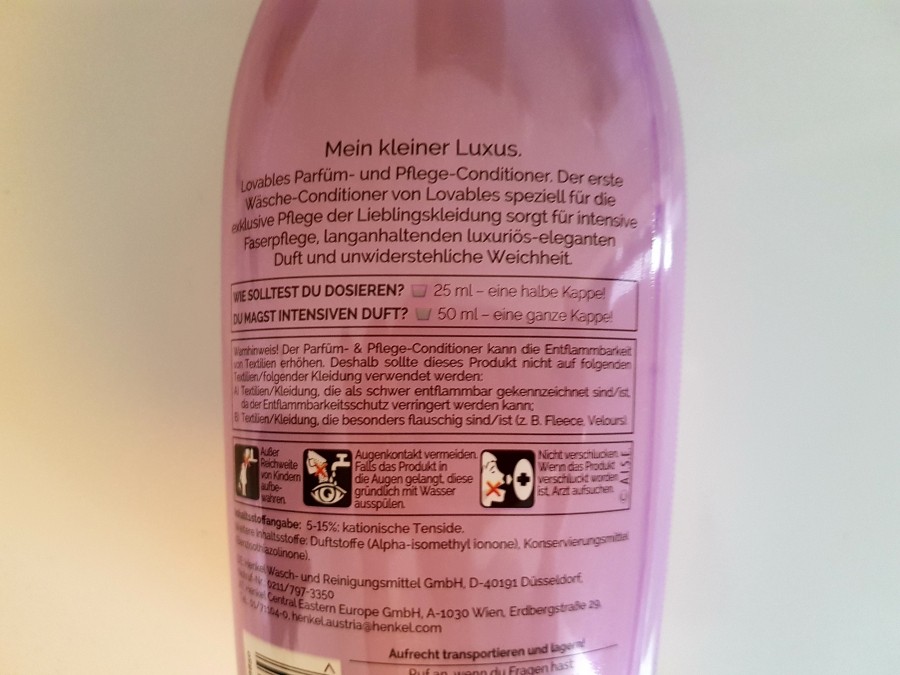 Mein kleiner Luxus.
Lovables Parfüm- und Pflege-Conditioner. Der erste
Wäsche-Conditioner von Lovables speziell für die
exklusive Pflege der Lieblingskleidung sorgt für intensive
Faserpflege, langanhaltenden luxuriös-eleganten
Duft und unwiderstehliche Weichheit.
WIE SOLLTEST DU DOSIEREN? 25 ml – eine halbe Kappe!
DU MAGST INTENSIVEN DUFT? 50 ml – eine ganze Kappe!
Warnhinweis! Der Parfüm- & Pflege-Conditioner kann die Entflammbarkeit
von Textilien erhöhen. Deshalb sollte dieses Produkt nicht auf folgenden
Textilien/folgender Kleidung verwendet werden:
A) Textilien/Kleidung, die als schwer entflammbar gekennzeichnet sind/ist,
da der Entflammbarkeitsschutz verringert werden kann;
B) Textilien/Kleidung, die besonders flauschig sind/ist (z. B. Fleece, Velours).
Außer
Reichweite
von Kindern
aufbe-
wahren.
Augenkontakt vermeiden.
Falls das Produkt in
die Augen gelangt, diese
gründlich mit Wasser
ausspülen.
Nicht verschlucken.
Wenn das Produkt
verschluckt worden
ist, Arzt aufsuchen.
© A.I.S.E.
Inhaltsstoffangabe: 5-15%: kationische Tenside.
Weitere Inhaltsstoffe: Duftstoffe (Alpha-isomethyl ionone), Konservierungsmittel
Henkel Wasch- und Reinigungsmittel GmbH, D-40191 Düsseldorf,
0211/797-3350
Henkel Central Eastern Europe GmbH, A-1030 Wien, Erdbergstraße 29,
henkel.austria@henkel.com
Aufrecht transportieren und lagern!
Ruf an, wenn du Fragen hast